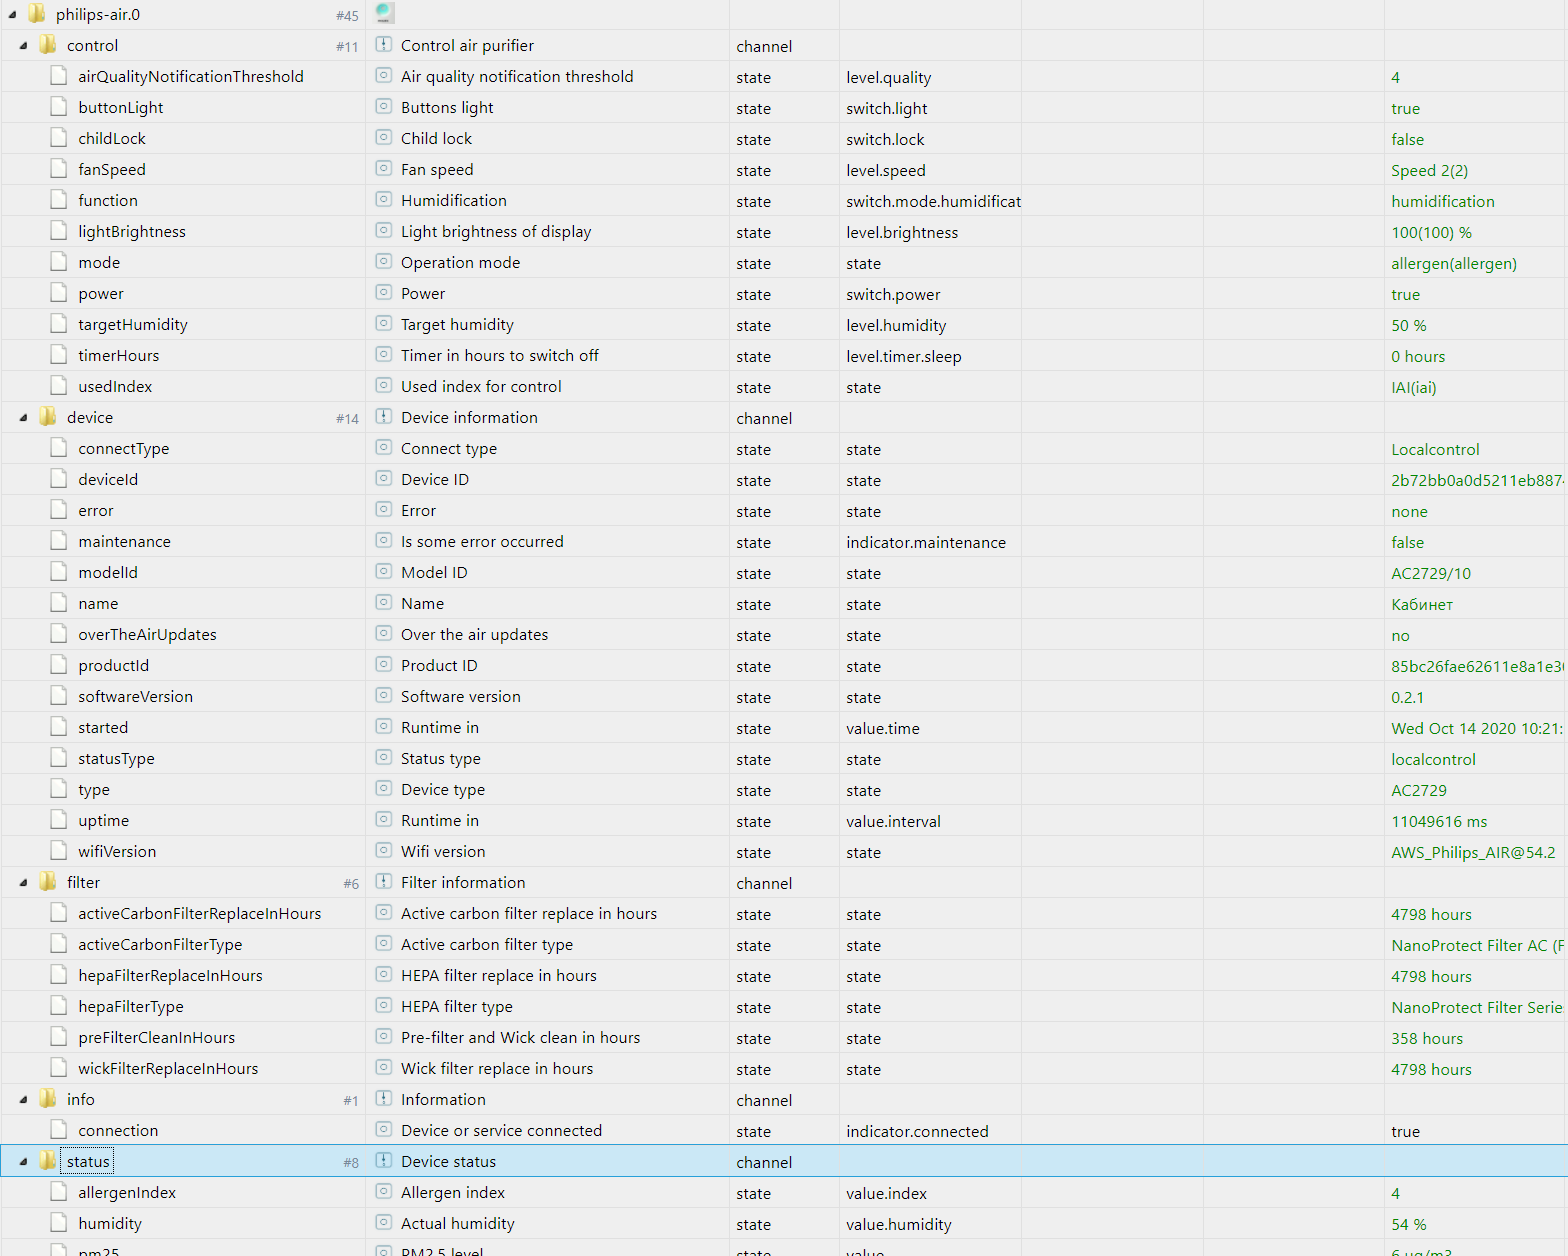 philips-air.0 #45
control #11 Control air purifier channel
airQualityNotificationThreshold Air quality notification threshold state level.quality 4
buttonLight Buttons light state switch.light true
childLock Child lock state switch.lock false
fanSpeed Fan speed state level.speed Speed 2(2)
function Humidification state switch.mode.humidificat humidification
lightBrightness Light brightness of display state level.brightness 100(100) %
mode Operation mode state state allergen(allergen)
power Power state switch.power true
targetHumidity Target humidity state level.humidity 50 %
timerHours Timer in hours to switch off state level.timer.sleep 0 hours
usedIndex Used index for control state state IAI(iai)
device #14 Device information channel
connectType Connect type state state Localcontrol
deviceId Device ID state state 2b72bb0a0d5211eb887
error Error state state none
maintenance Is some error occurred state indicator.maintenance false
modelId Model ID state state AC2729/10
name Name state state Кабинет
overTheAirUpdates Over the air updates state state no
productId Product ID state state 85bc26fae62611e8a1e3
softwareVersion Software version state state 0.2.1
started Runtime in state value.time Wed Oct 14 2020 10:21:
statusType Status type state state localcontrol
type Device type state state AC2729
uptime Runtime in state value.interval 11049616 ms
wifiVersion Wifi version state state AWS_Philips_AIR@54.2
filter #6 Filter information channel
activeCarbonFilterReplaceInHours Active carbon filter replace in hours state state 4798 hours
activeCarbonFilterType Active carbon filter type state state NanoProtect Filter AC (F
hepaFilterReplaceInHours HEPA filter replace in hours state state 4798 hours
hepaFilterType HEPA filter type state state NanoProtect Filter Serie
preFilterCleanInHours Pre-filter and Wick clean in hours state state 358 hours
wickFilterReplaceInHours Wick filter replace in hours state state 4798 hours
info #1 Information channel
connection Device or service connected state indicator.connected true
status #8 Device status channel
allergenIndex Allergen index state value.index 4
humidity Actual humidity state value.humidity 54 %
pm25 PM2.5 level state value 6 ug/m3